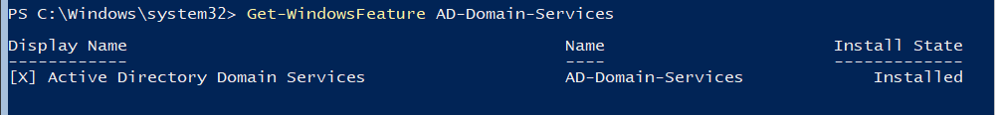 PS C:\Windows\system32> Get-WindowsFeature AD-Domain-Services
Display Name Name Install State
------------ ---- -------------
[X] Active Directory Domain Services AD-Domain-Services Installed